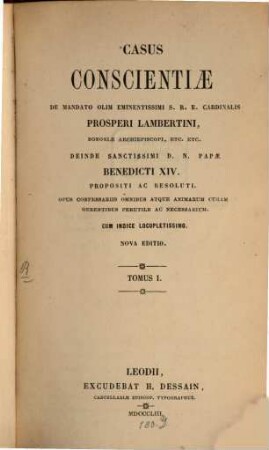 CASUS
CONSCIENTIÆ
DE MANDATO OLIM EMINENTISSIMI S. R. E. CARDINALIS
PROSPERI LAMBERTINI,
BONONIÆ ARCHIEPISCOPI, ETC. ETC.
DEINDE SANCTISSIMI D. N. PAPÆ
BENEDICTI XIV.
PROPOSITI AC RESOLUTI.
OPUS CONFESSARIIS OMNIBUS ATQUE ANIMARUM CURAM
GERENTIBUS PERUTILE AC NECESSARIUM.
CUM INDICE LOCUPLETISSIMO.
NOVA EDITIO.
TOMUS I.
LEODII,
EXCUDEBAT H. DESSAIN,
CANCELLARIÆ EPISCOP. TYPOGRAPHUS.
MDCCCLIII.